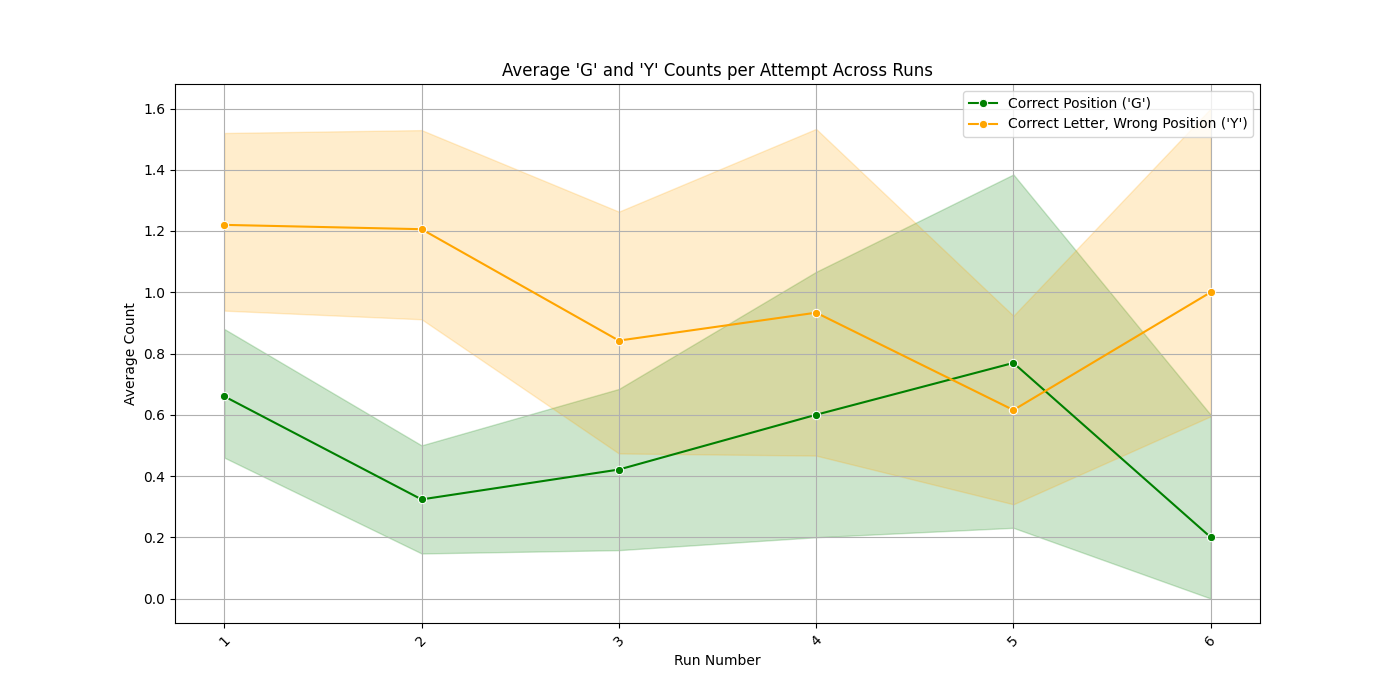 Average 'G' and 'Y' Counts per Attempt Across Runs
Correct Position ('G')
Correct Letter, Wrong Position ('Y')
Average Count
1.6
1.4
1.2
1.0
0.8
0.6
0.4
0.2
0.0
1 2 3 4 5 6
Run Number